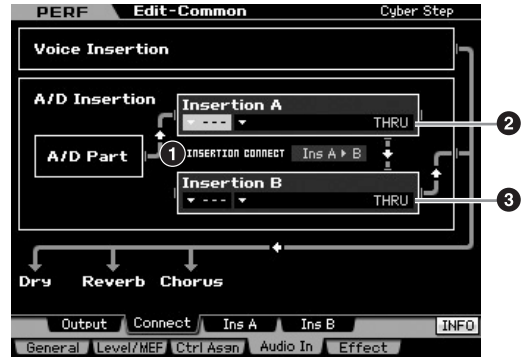 PERF Edit-Common Cyber Step
Voice Insertion
A/D Insertion
Insertion A
--- THRU
2
A/D Part
1 INSERTION CONNECT Ins A ▸ B
Insertion B
--- THRU
3
Dry Reverb Chorus
Output Connect Ins A Ins B INFO
General Level/MEF Ctrl Assn Audio In Effect